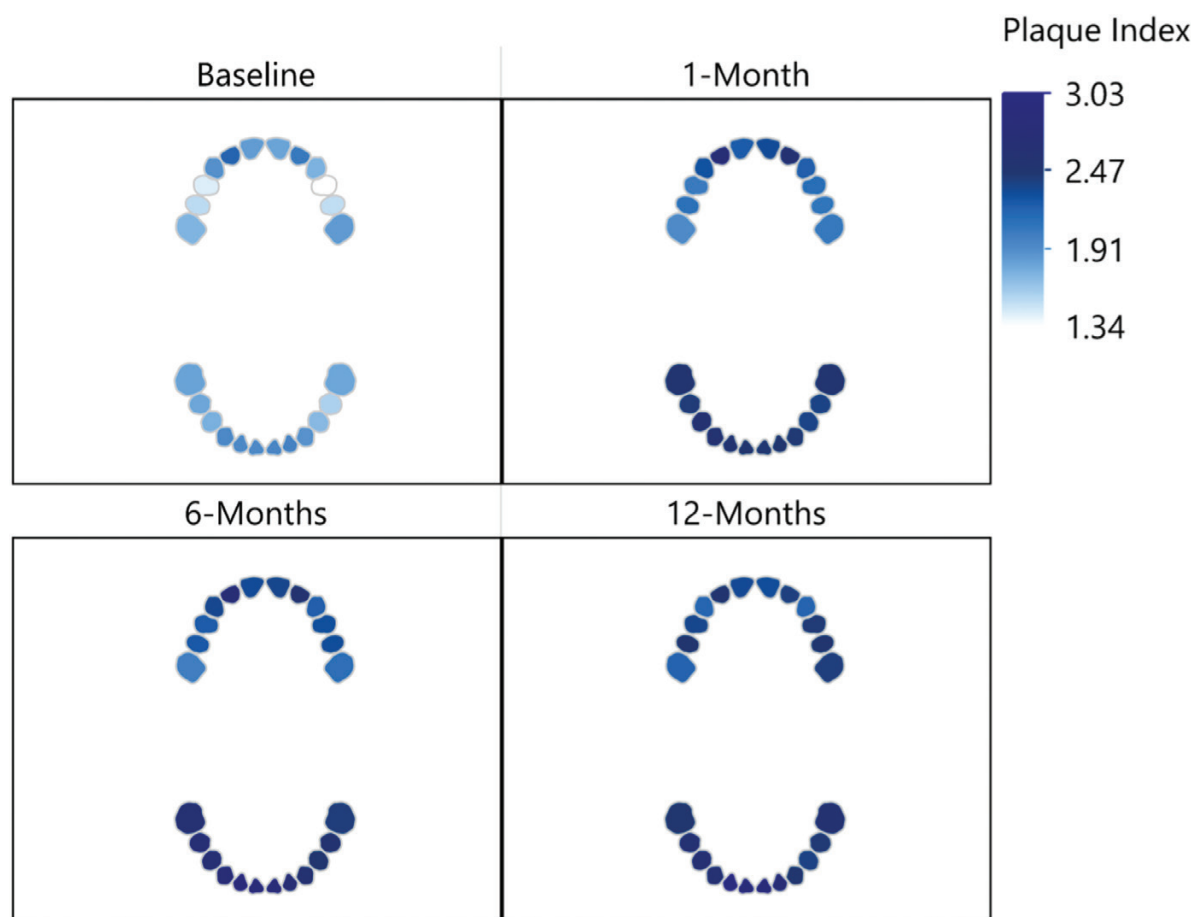 Plaque Index
Baseline
1-Month
3.03
2.47
1.91
1.34
6-Months
12-Months